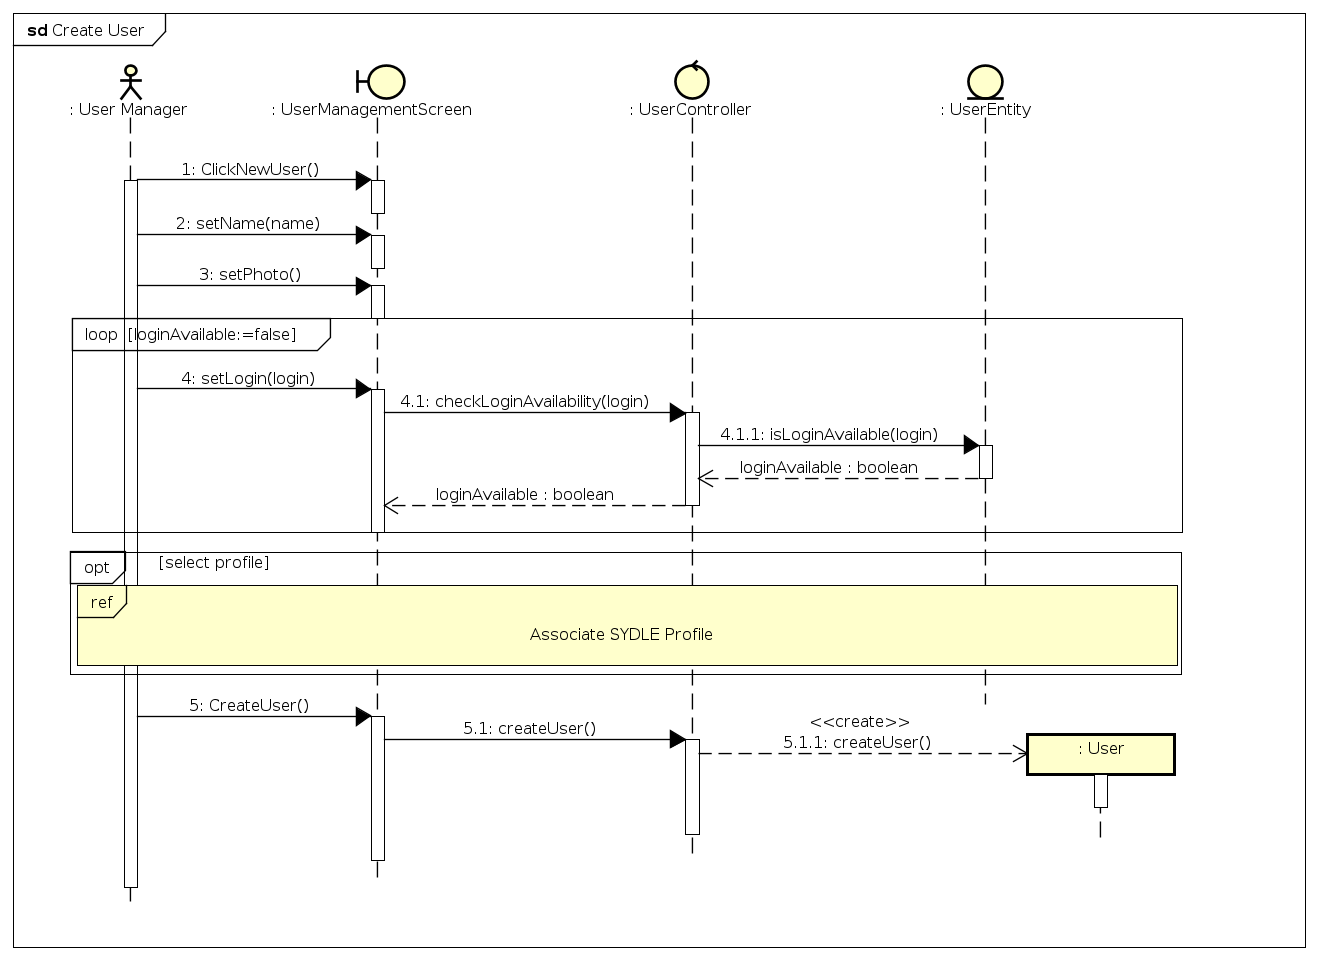 sd Create User
: User Manager
: UserManagementScreen
: UserController
: UserEntity
1: ClickNewUser()
2: setName(name)
3: setPhoto()
loop [loginAvailable:=false]
4: setLogin(login)
4.1: checkLoginAvailability(login)
4.1.1: isLoginAvailable(login)
loginAvailable : boolean
loginAvailable : boolean
opt [select profile]
ref
Associate SYDLE Profile
5: CreateUser()
5.1: createUser()
<<create>>
5.1.1: createUser()
: User